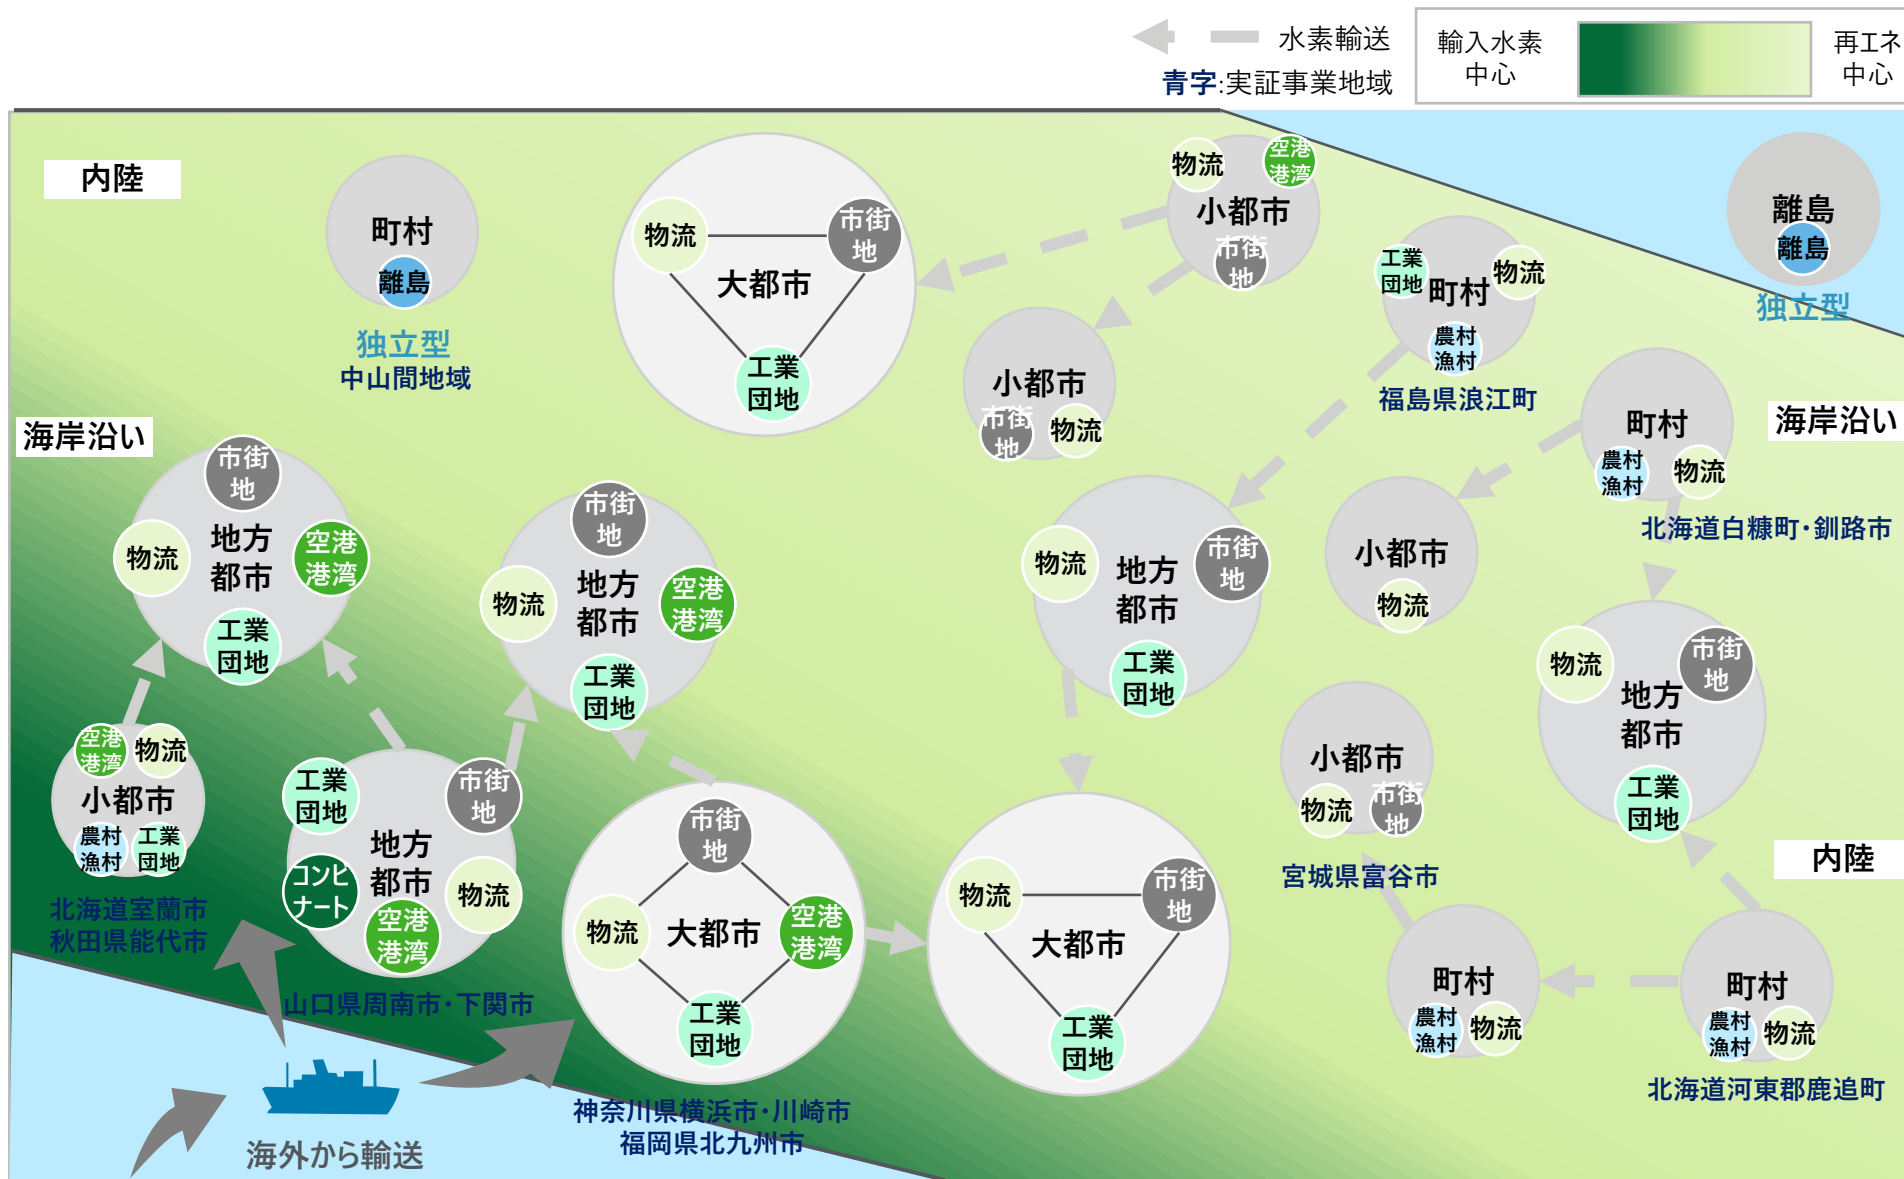 水素輸送
青字:実証事業地域
輸入水素
中心
再エネ
中心
内陸
町村
離島
独立型
中山間地域
物流
市街
地
大都市
工業
団地
物流
空港
港湾
小都市
市街
地
工業
団地
物流
町村
農村
漁村
福島県浪江町
離島
離島
独立型
小都市
市街
地
物流
町村
農村
漁村
物流
北海道白糠町・釧路市
海岸沿い
海岸沿い
市街
地
物流
地方
都市
空港
港湾
工業
団地
市街
地
物流
地方
都市
空港
港湾
工業
団地
物流
地方
都市
市街
地
工業
団地
小都市
物流
物流
市街
地
地方
都市
工業
団地
空港
港湾
物流
小都市
農村
漁村
工業
団地
北海道室蘭市
秋田県能代市
工業
団地
市街
地
地方
都市
コンビ
ナート
空港
港湾
物流
山口県周南市・下関市
市街
地
物流
大都市
空港
港湾
工業
団地
神奈川県横浜市・川崎市
福岡県北九州市
物流
市街
地
大都市
工業
団地
小都市
物流
市街
地
宮城県富谷市
内陸
町村
農村
漁村
物流
町村
農村
漁村
物流
北海道河東郡鹿追町
海外から輸送